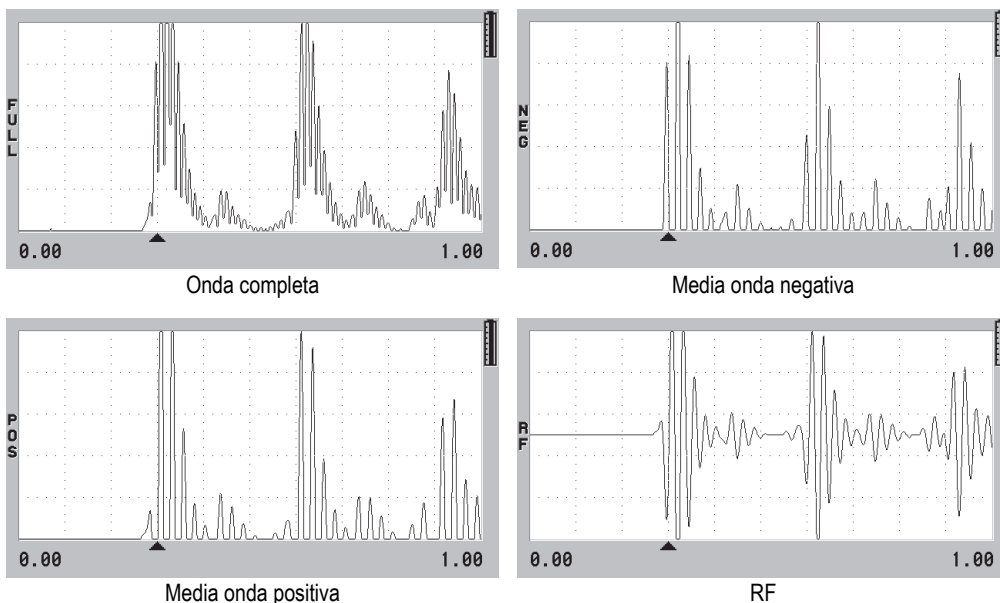 FULL
0.00 1.00
Onda completa
NEG
0.00 1.00
Media onda negativa
POS
0.00 1.00
Media onda positiva
RF
0.00 1.00
RF